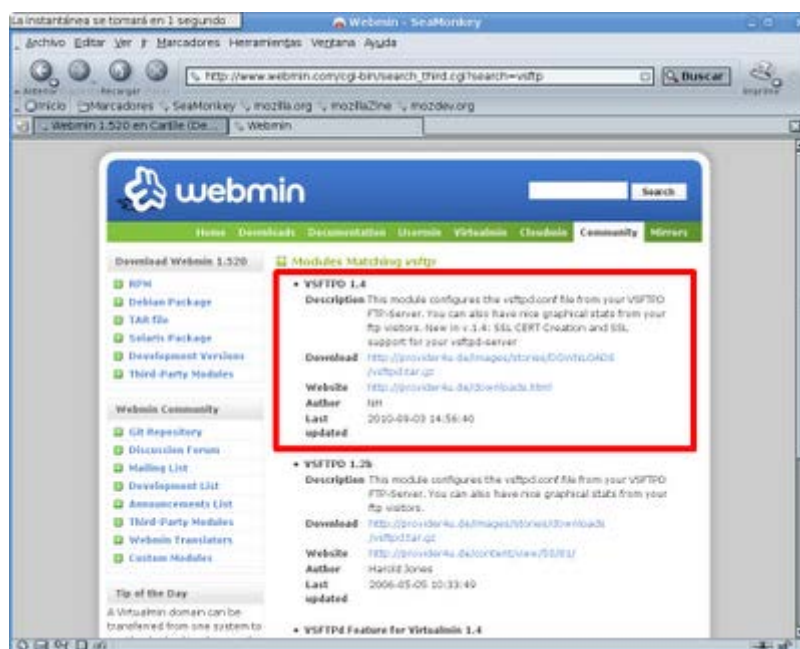 La instantánea se tomará en 1 segundo
Webmin - SeaMonkey
Archivo Editar Ver Ir Marcadores Herramientas Ventana Ayuda
Recargar
http://www.webmin.com/cgi-bin/search_third.cgi?search=vsftp
Buscar
Imprimir
Inicio Marcadores SeaMonkey mozilla.org mozillaZine mozdev.org
Webmin 1.520 en
Webmin
webmin
Search
Home Downloads Documentation Usermin Virtualmin Cloudmin Community Mirrors
Download Webmin 1.520
RPM
Debian Package
TAR file
Solaris Package
Development Versions
Third-Party Modules
Webmin Community
Git Repository
Discussion Forum
Mailing List
Development List
Announcements List
Third-Party Modules
Webmin Translators
Custom Modules
Tip of the Day
A Virtualmin domain can be
transferred from one system to
Modules Matching vsftp
• VSFTPD 1.4
Description This module configures the vsftpd.conf file from your VSFTPD
FTP-Server. You can also have nice graphical stats from your
ftp visitors. New in v.1.4: SSL CERT-Creation and SSL
support for your vsftpd-server
Download http://provider4u.de/images/stories/DOWNLOADS
/vsftpd.tar.gz
Website http://provider4u.de/downloads.html
Author
Last 2010-09-03 14:56:40
updated
• VSFTPD 1.2b
Description This module configures the vsftpd.conf file from your VSFTPD
FTP-Server. You can also have nice graphical stats from your
ftp visitors.
Download http://provider4u.de/images/stories/downloads
/vsftpd.tar.gz
Website
Author Harold Jones
Last 2006-05-05 10:33:49
updated
• VSFTPd Feature for Virtualmin 1.4